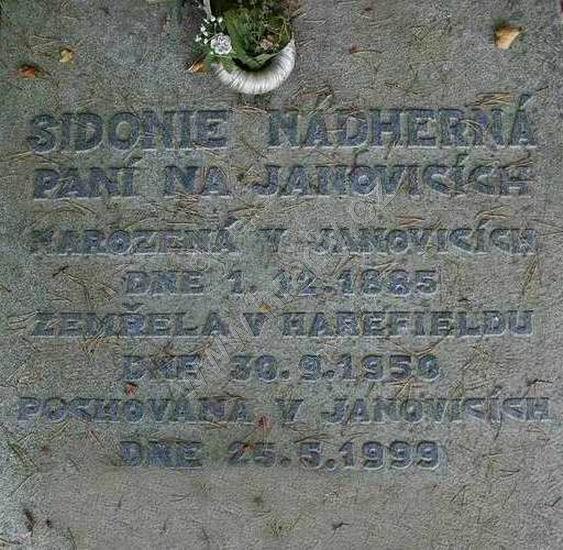 SIDONIE NÁDHERNÁ
PANÍ NA JANOVICÍCH
NAROZENÁ V JANOVICÍCH
DNE 1.12.1885
ZEMŘELA V HAREFIELDU
DNE 30.9.1950
POCHOVÁNA V JANOVICÍCH
DNE 25.5.1999